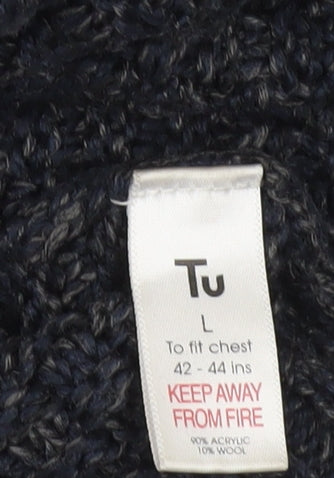 Tu
L
To fit chest
42 - 44 ins
KEEP AWAY
FROM FIRE
90% ACRYLIC
10% WOOL